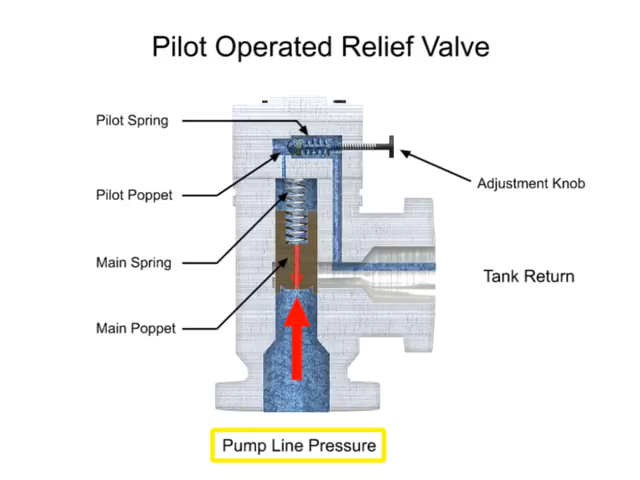 Pilot Operated Relief Valve
Pilot Spring
Pilot Poppet
Adjustment Knob
Main Spring
Tank Return
Main Poppet
Pump Line Pressure